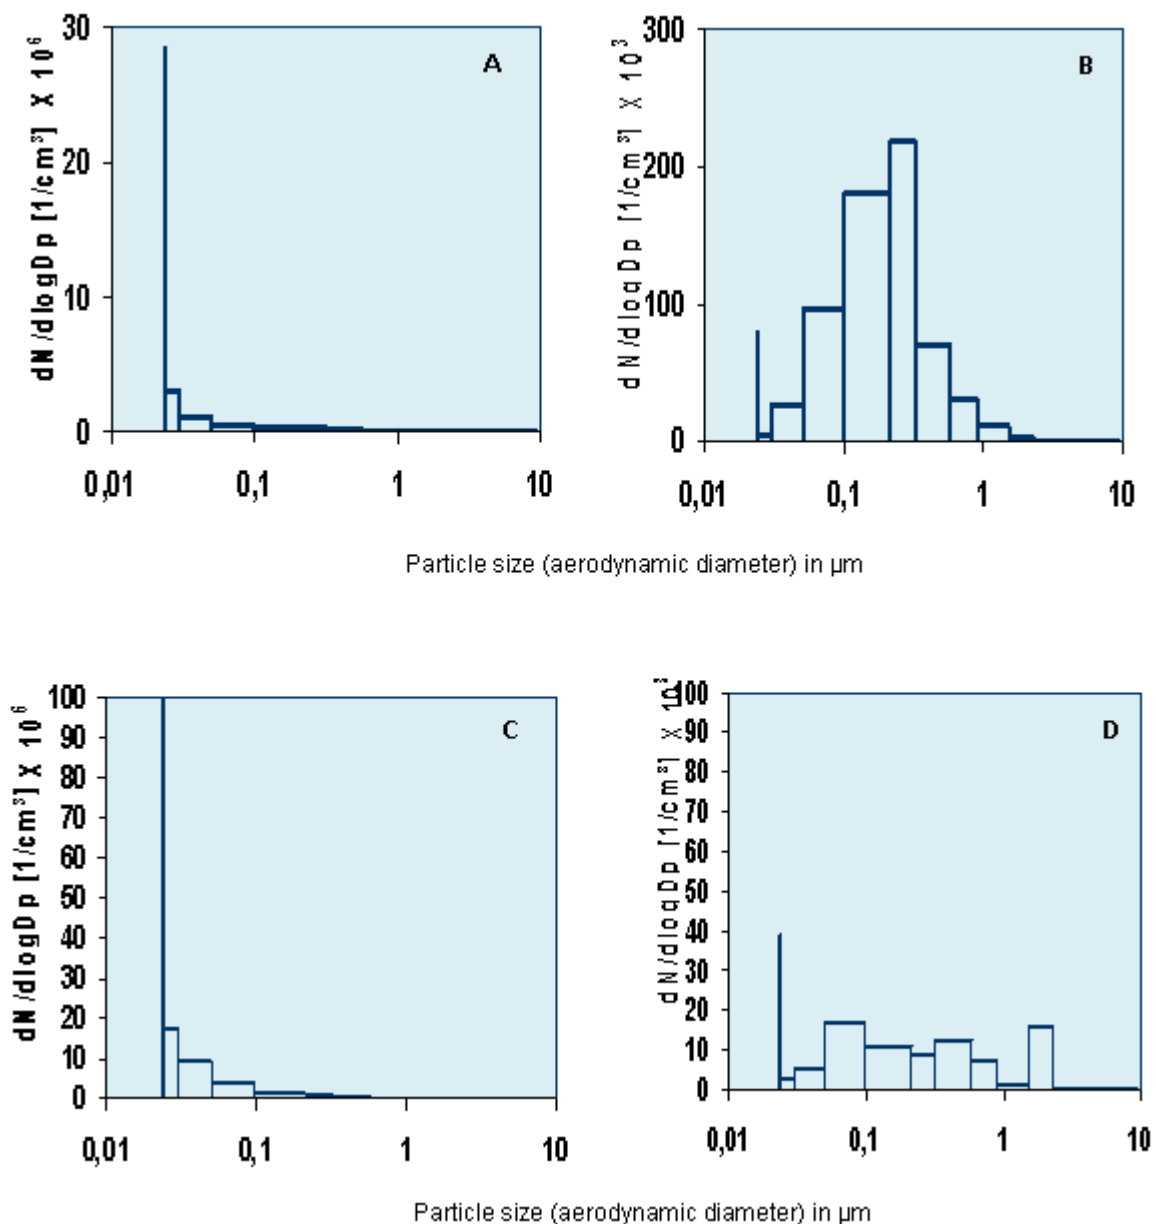 A
dN/dlogDp [1/cm³] X 10⁶
30
20
10
0
0,01 0,1 1 10
B
dN/dlogDp [1/cm³] X 10³
300
200
100
0
0,01 0,1 1 10
Particle size (aerodynamic diameter) in µm
C
dN/dlogDp [1/cm³] X 10⁶
100
90
80
70
60
50
40
30
20
10
0
0,01 0,1 1 10
D
dN/dlogDp [1/cm³] X 10³
100
90
80
70
60
50
40
30
20
10
0
0,01 0,1 1 10
Particle size (aerodynamic diameter) in µm